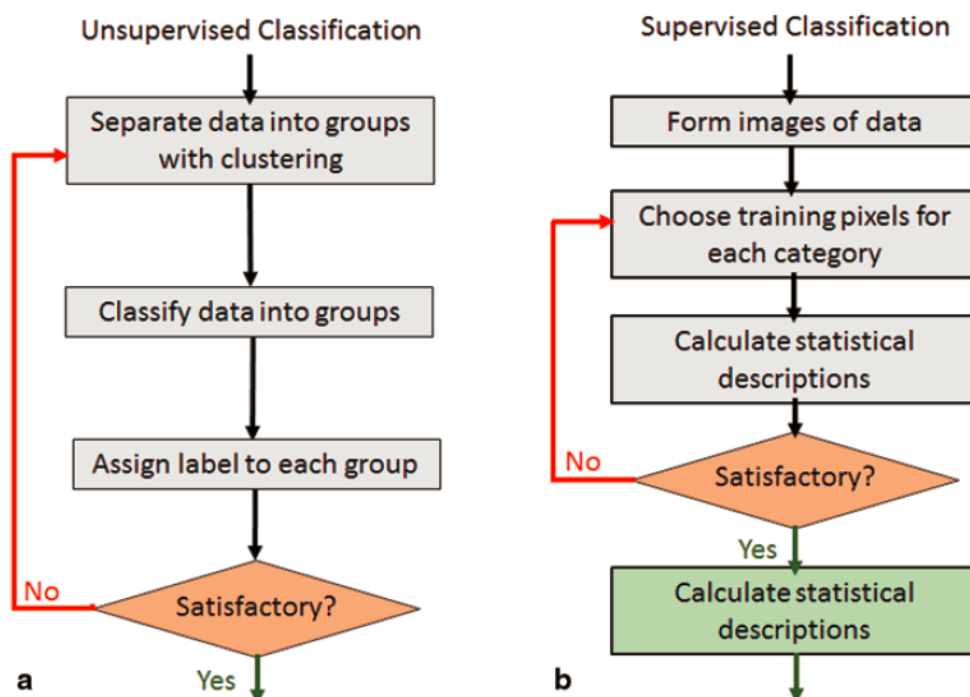 Unsupervised Classification
Separate data into groups
with clustering
Classify data into groups
Assign label to each group
Satisfactory?
No
Yes
a
Supervised Classification
Form images of data
Choose training pixels for
each category
Calculate statistical
descriptions
Satisfactory?
No
Yes
Calculate statistical
descriptions
b